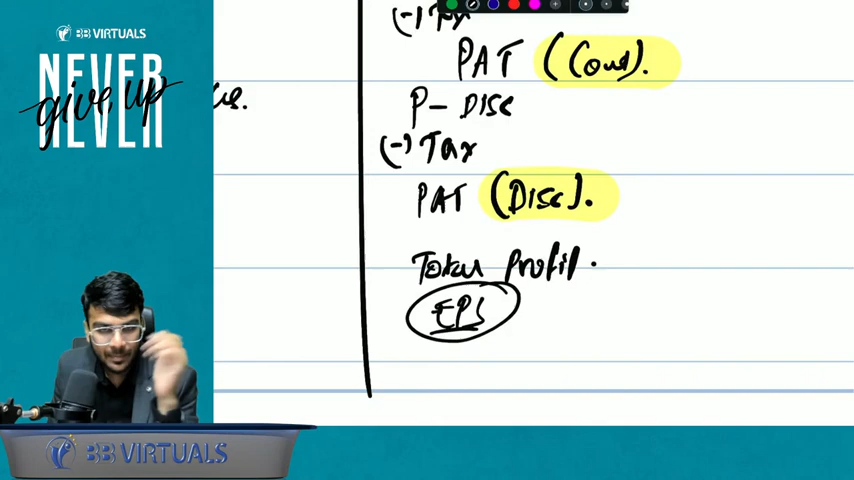 BB VIRTUALS
NEVER
give up
NEVER
(-) Tax
PAT (Cont).
P- Disc
(-) Tax
PAT (Disc).
Total Profit.
EPS
BB VIRTUALS